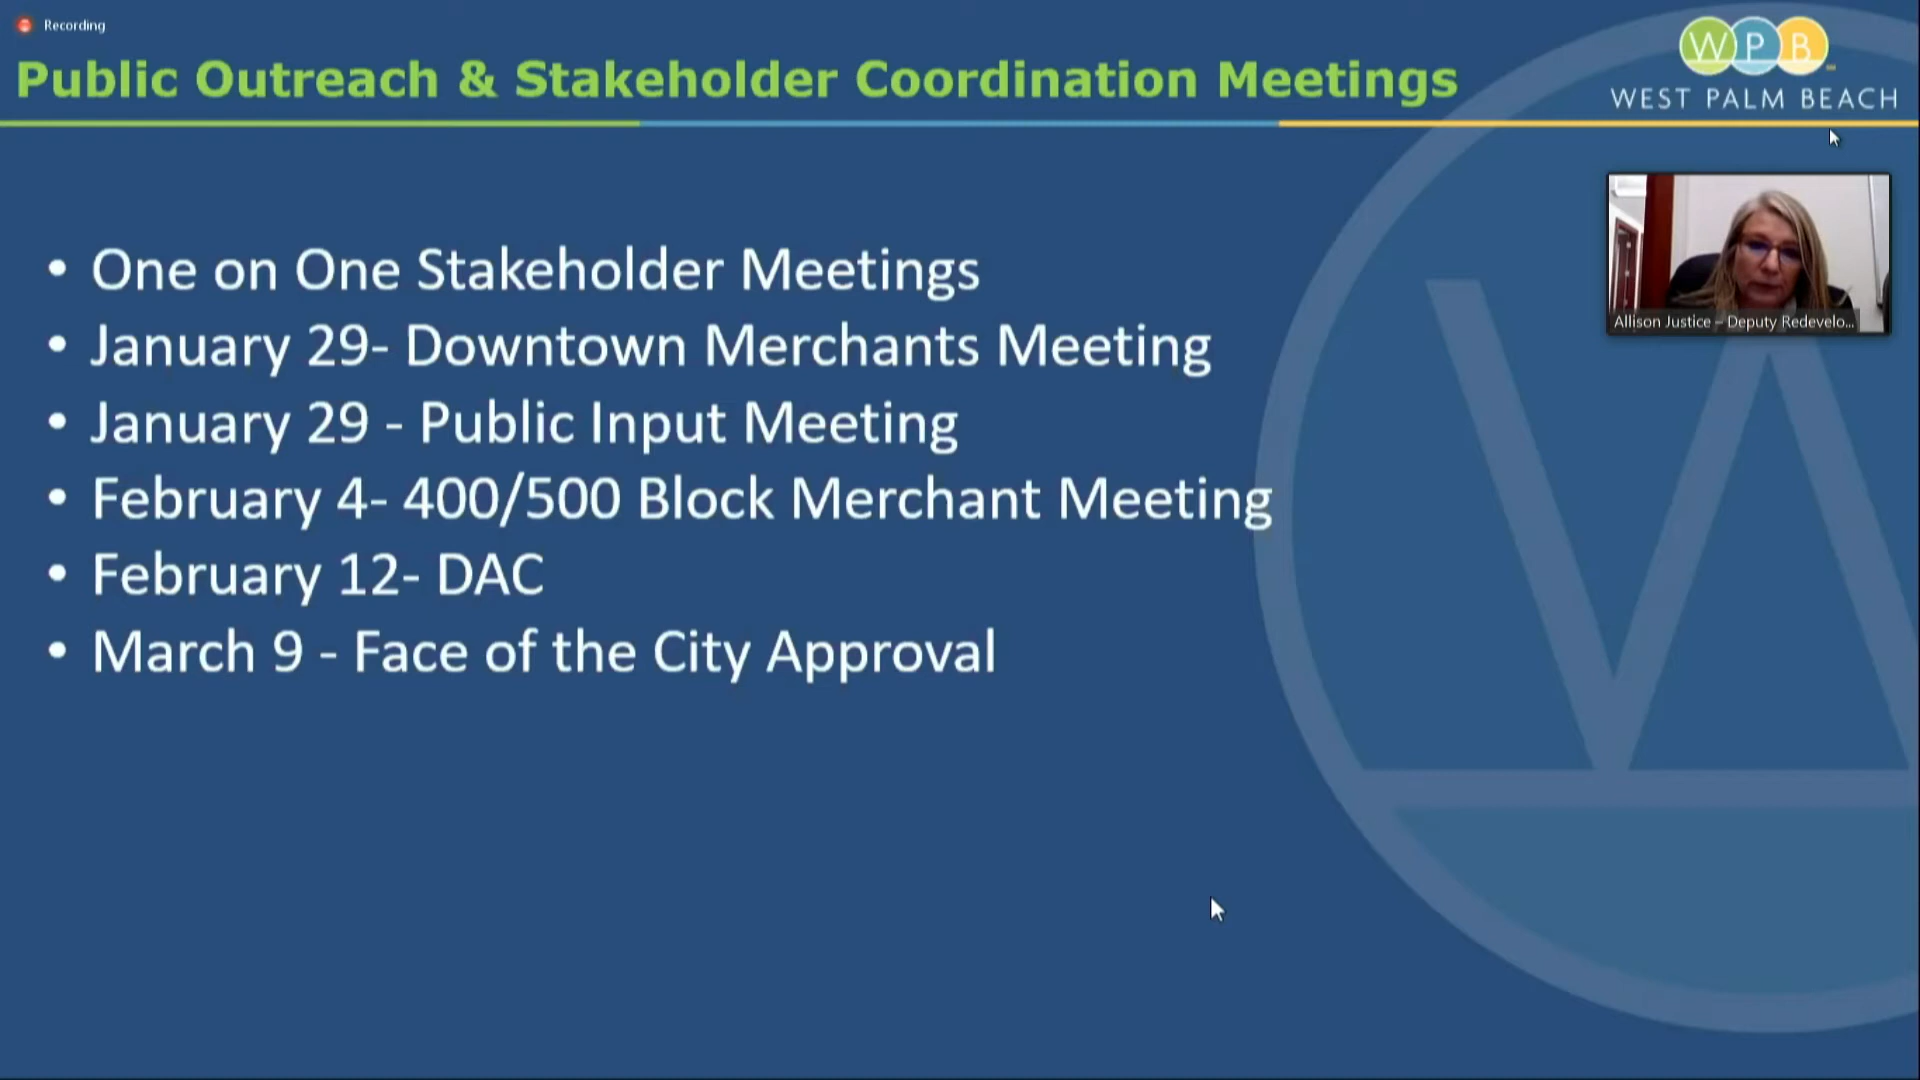 Recording
Public Outreach & Stakeholder Coordination Meetings
WPB
WEST PALM BEACH
Allison Justice – Deputy Redevelo...
• One on One Stakeholder Meetings
• January 29- Downtown Merchants Meeting
• January 29 - Public Input Meeting
• February 4- 400/500 Block Merchant Meeting
• February 12- DAC
• March 9 - Face of the City Approval